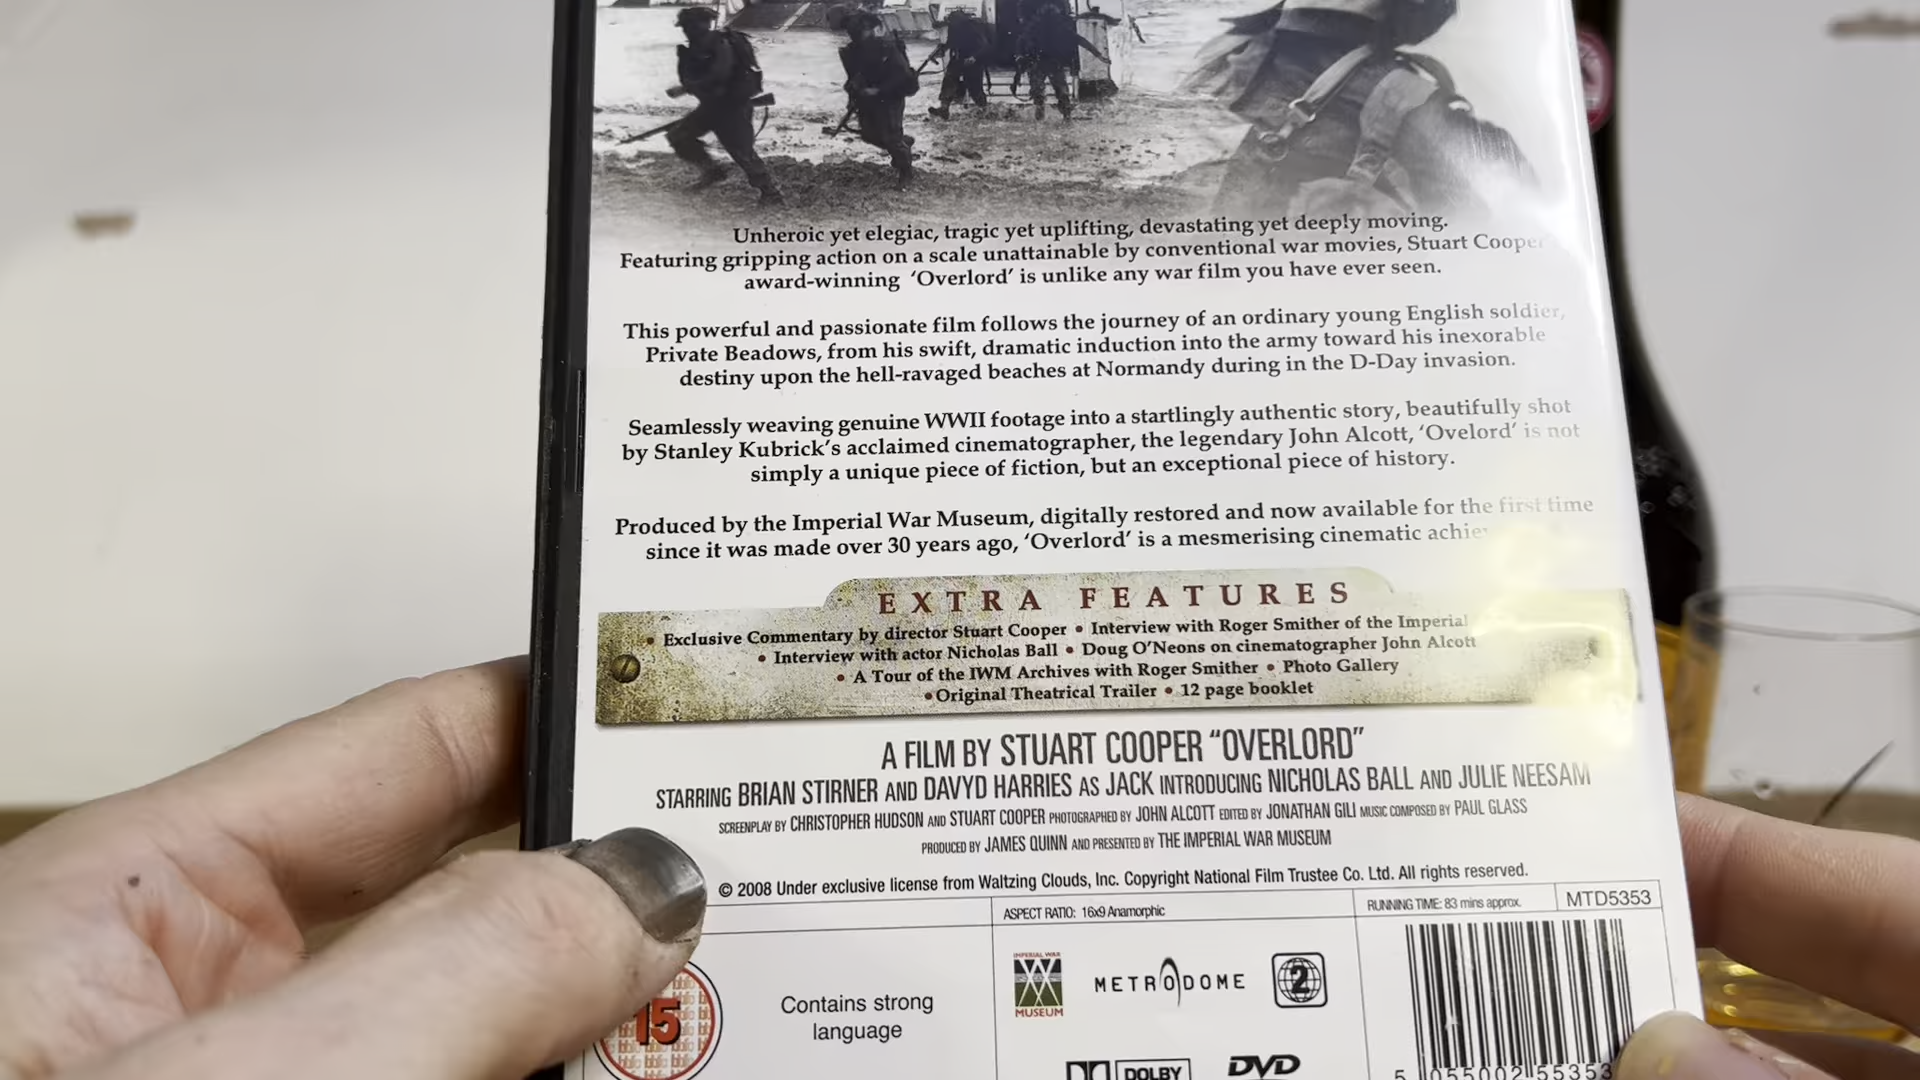 Unheroic yet elegiac, tragic yet uplifting, devastating yet deeply moving.
Featuring gripping action on a scale unattainable by conventional war movies, Stuart Cooper
award-winning 'Overlord' is unlike any war film you have ever seen.
This powerful and passionate film follows the journey of an ordinary young English soldier,
Private Beadows, from his swift, dramatic induction into the army toward his inexorable
destiny upon the hell-ravaged beaches at Normandy during in the D-Day invasion.
Seamlessly weaving genuine WWII footage into a startlingly authentic story, beautifully shot
by Stanley Kubrick's acclaimed cinematographer, the legendary John Alcott, 'Ovelord' is not
simply a unique piece of fiction, but an exceptional piece of history.
Produced by the Imperial War Museum, digitally restored and now available for the first time
since it was made over 30 years ago, 'Overlord' is a mesmerising cinematic
EXTRA FEATURES
• Exclusive Commentary by director Stuart Cooper • Interview with Roger Smither of the Imperial
• Interview with actor Nicholas Ball • Doug O'Neons on cinematographer John Alcott
• A Tour of the IWM Archives with Roger Smither • Photo Gallery
• Original Theatrical Trailer • 12 page booklet
A FILM BY STUART COOPER "OVERLORD"
STARRING BRIAN STIRNER AND DAVYD HARRIES AS JACK INTRODUCING NICHOLAS BALL AND JULIE NEESAM
SCREENPLAY BY CHRISTOPHER HUDSON AND STUART COOPER PHOTOGRAPHED BY JOHN ALCOTT EDITED BY JONATHAN GILI MUSIC COMPOSED BY PAUL GLASS
PRODUCED BY JAMES QUINN AND PRESENTED BY THE IMPERIAL WAR MUSEUM
© 2008 Under exclusive license from Waltzing Clouds, Inc. Copyright National Film Trustee Co. Ltd. All rights reserved.
ASPECT RATIO: 16x9 Anamorphic
RUNNING TIME: 83 mins approx.
MTD5353
15
Contains strong
language
IMPERIAL WAR
MUSEUM
METRODOME
2
DOLBY
DVD
5 055002 55353